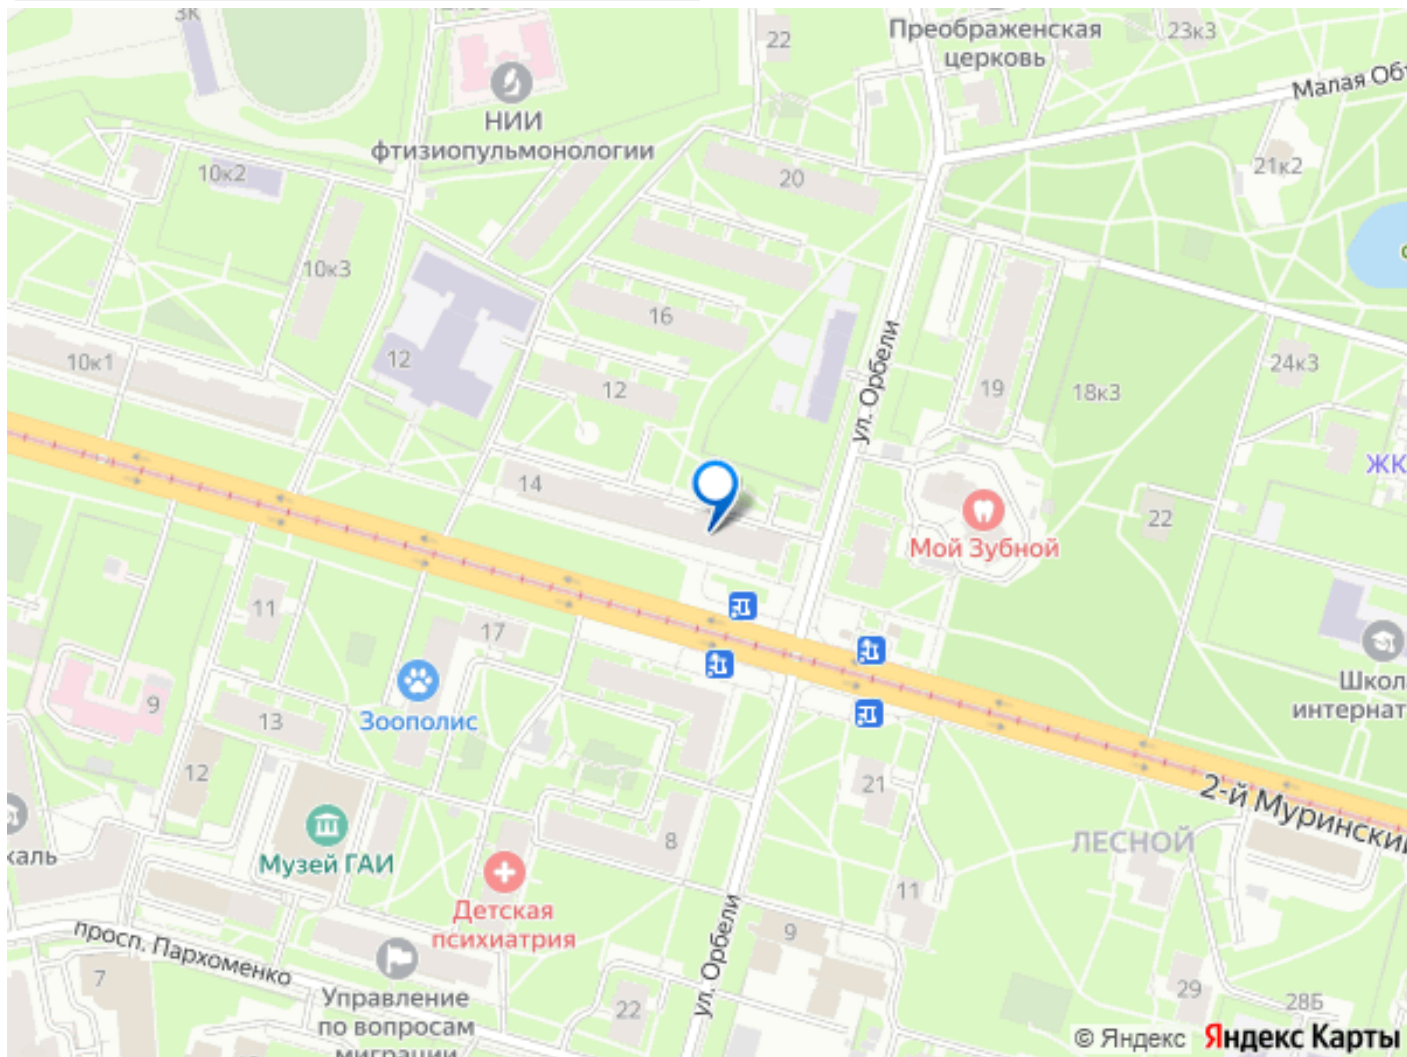 3К
22
Преображенская
церковь
23к3
Малая Об
НИИ
фтизиопульмонологии
10к2
20
21к2
10к3
16
ул. Орбели
10к1
12
12
19
18к3
24к3
ЖК
14
22
Мой Зубной
11
17
Школ
интернат
9
13
Зоополис
12
21
2-й Муринский
8
ЛЕСНОЙ
каль
Музей ГАИ
11
Детская
психиатрия
ул. Орбели
9
просп. Пархоменко
7
Управление
по вопросам
миграции
22
29
28Б
© Яндекс Яндекс Карты